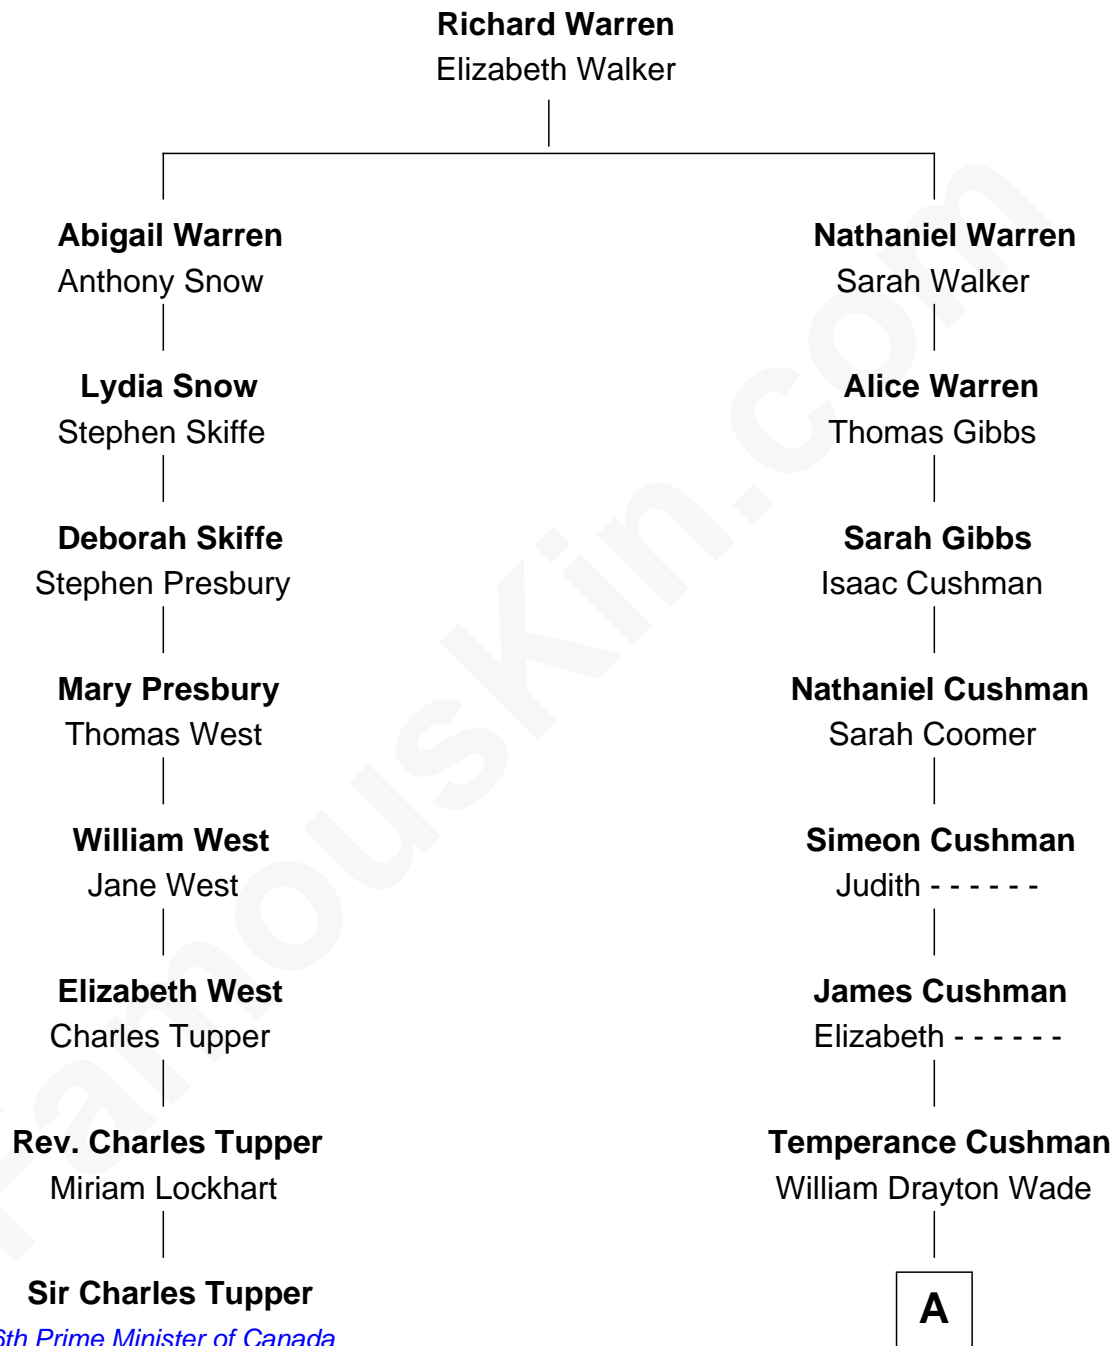 Richard Warren
Elizabeth Walker
Abigail Warren
Anthony Snow
Nathaniel Warren
Sarah Walker
Lydia Snow
Stephen Skiffe
Alice Warren
Thomas Gibbs
Deborah Skiffe
Stephen Presbury
Sarah Gibbs
Isaac Cushman
Mary Presbury
Thomas West
Nathaniel Cushman
Sarah Coomer
William West
Jane West
Simeon Cushman
Judith - - - - - -
Elizabeth West
Charles Tupper
James Cushman
Elizabeth - - - - - -
Rev. Charles Tupper
Miriam Lockhart
Temperance Cushman
William Drayton Wade
Sir Charles Tupper
6th Prime Minister of Canada
A
FamousKin.com